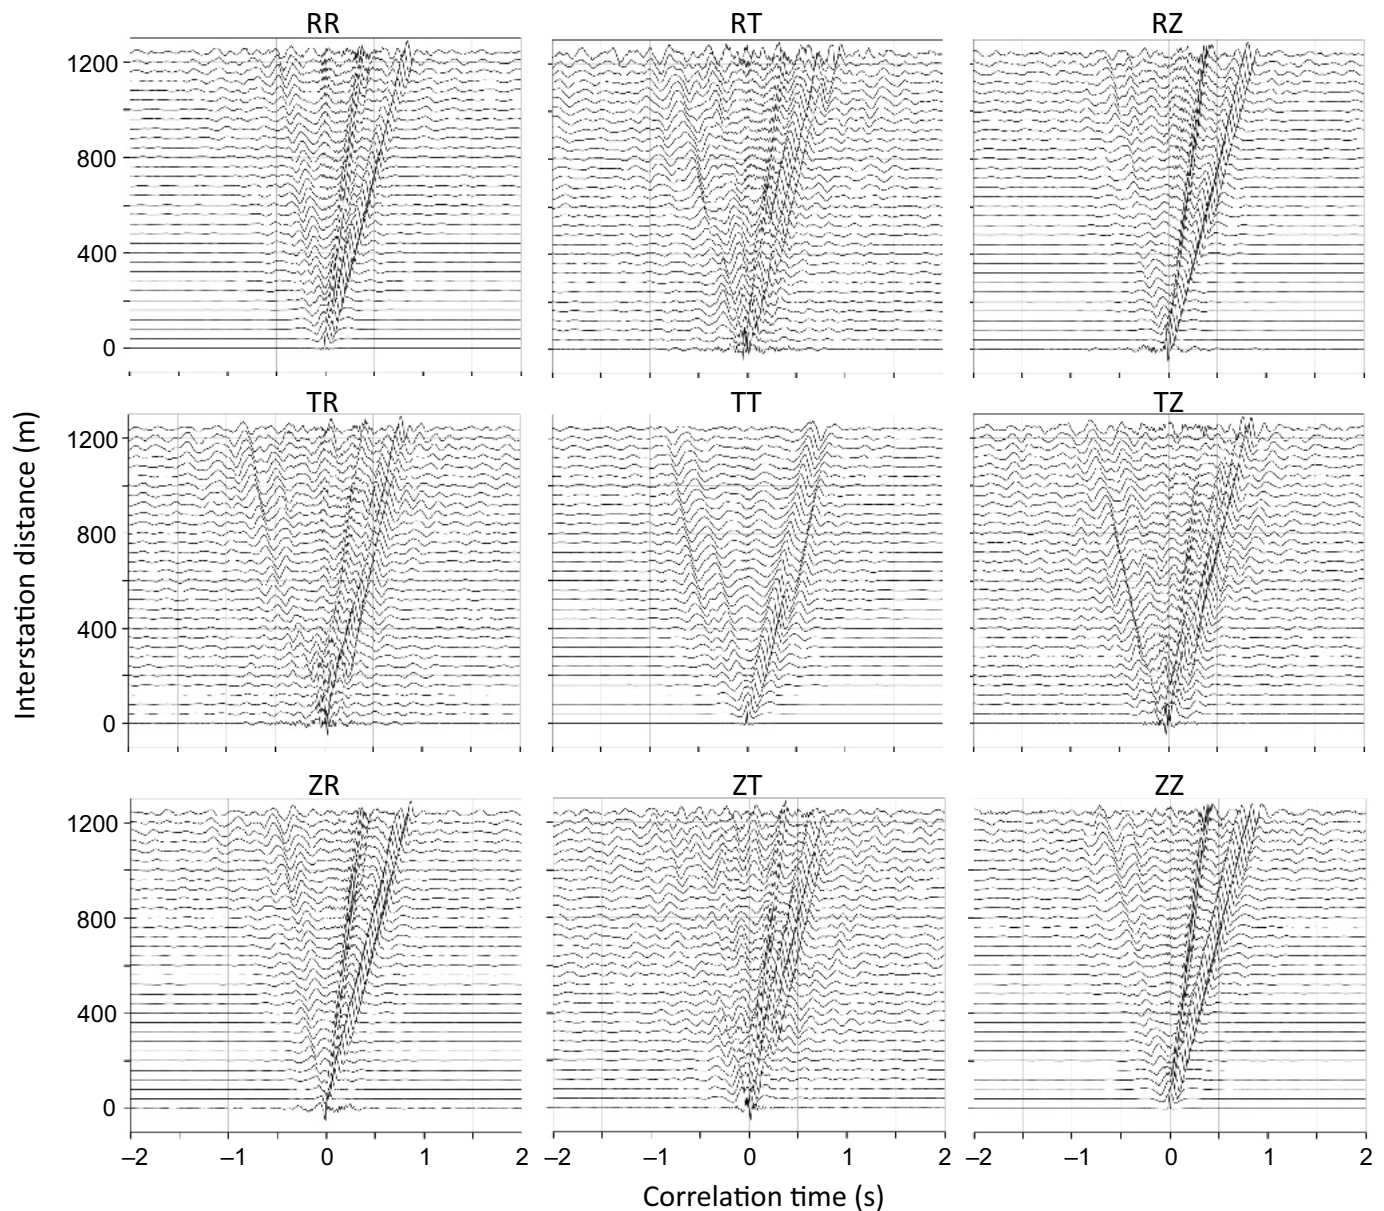 RR RT RZ
1200
800
400
0
TR TT TZ
Interstation distance (m)
1200
800
400
0
ZR ZT ZZ
1200
800
400
0
–2 –1 0 1 2 –2 –1 0 1 2 –2 –1 0 1 2
Correlation time (s)